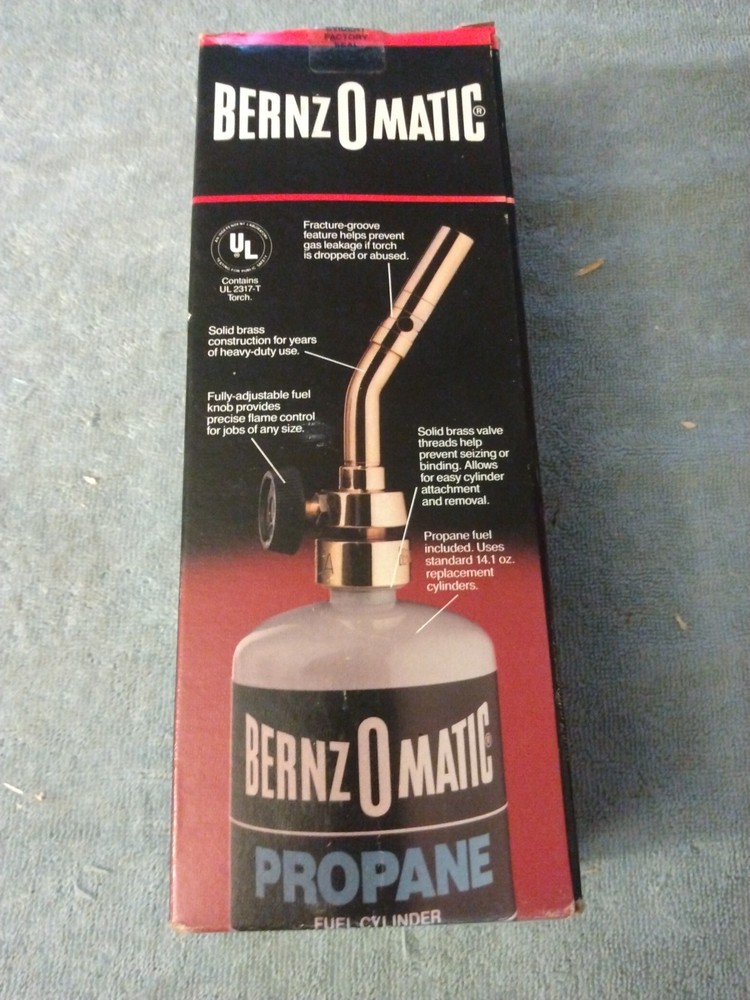 FACTORY
SEAL
BERNZOMATIC®
UL
®
Contains
UL 2317-T
Torch.
Fracture-groove
feature helps prevent
gas leakage if torch
is dropped or abused.
Solid brass
construction for years
of heavy-duty use.
Fully-adjustable fuel
knob provides
precise flame control
for jobs of any size.
Solid brass valve
threads help
prevent seizing or
binding. Allows
for easy cylinder
attachment
and removal.
Propane fuel
included. Uses
standard 14.1 oz.
replacement
cylinders.
BERNZOMATIC®
PROPANE
FUEL CYLINDER